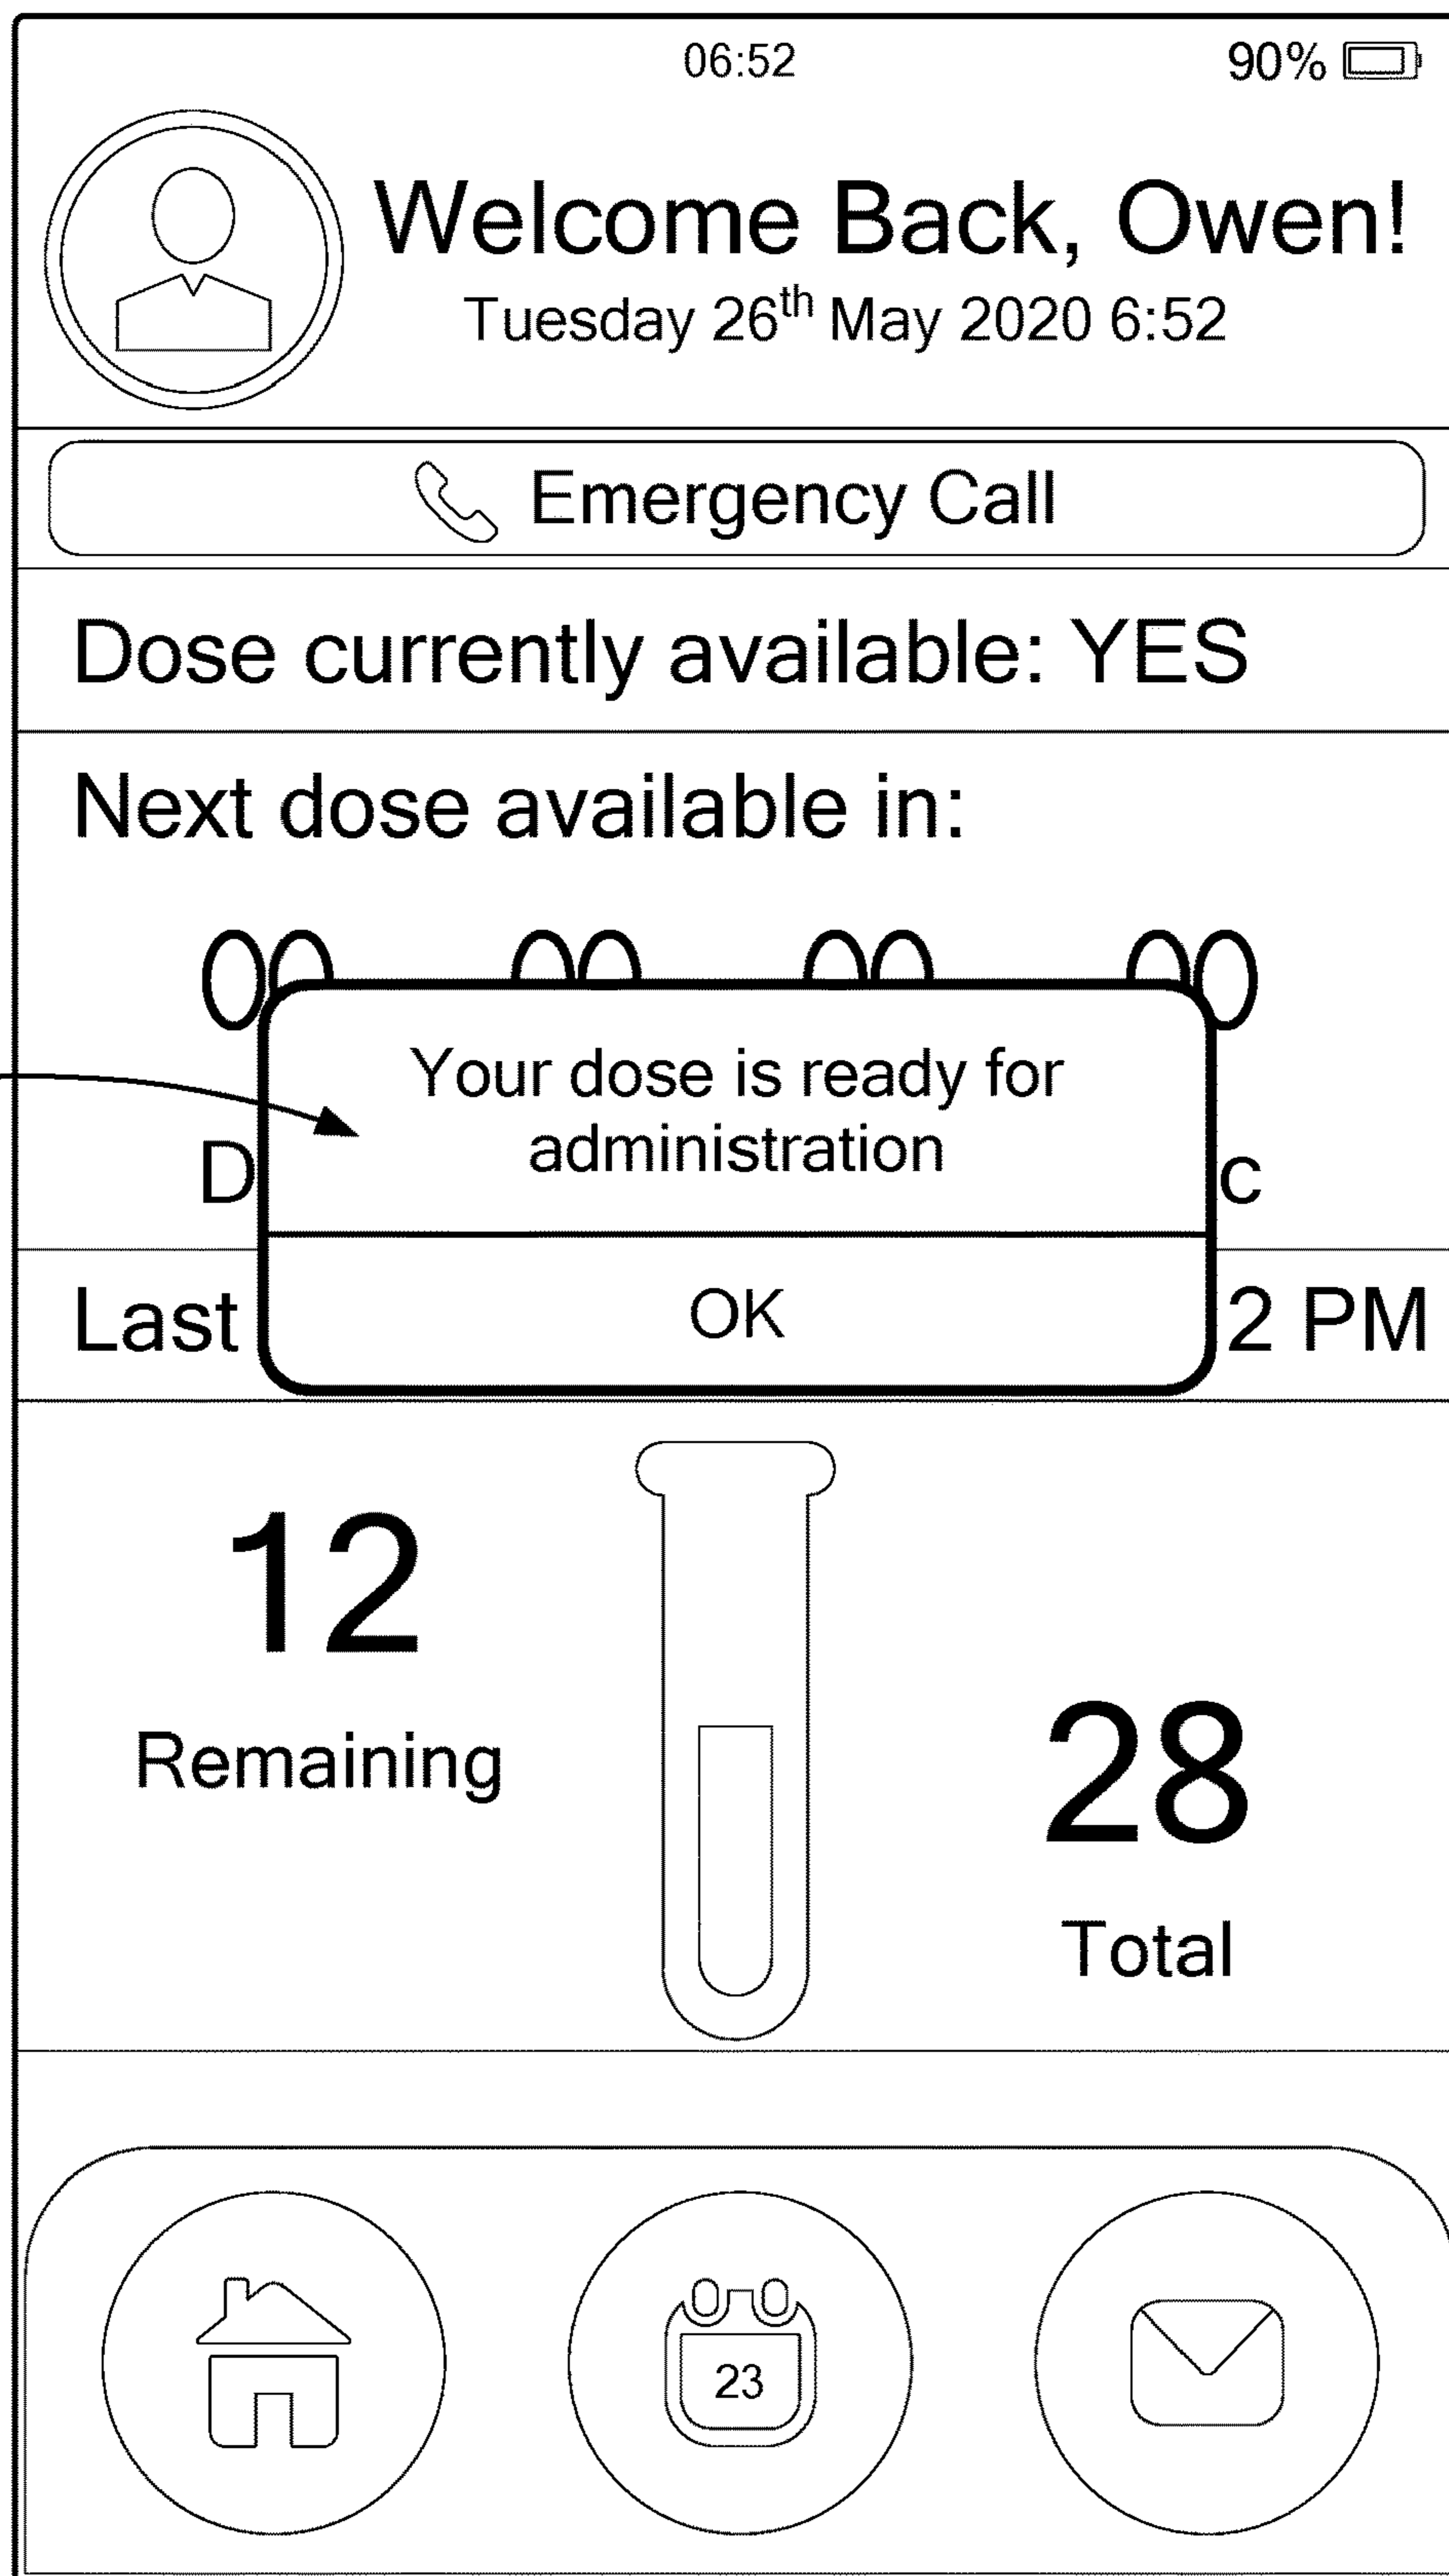 06:52 90%
Welcome Back, Owen!
Tuesday 26th May 2020 6:52
Emergency Call
Dose currently available: YES
Next dose available in:
Your dose is ready for
administration
D c
OK
Last 2 PM
12
Remaining
28
Total
23